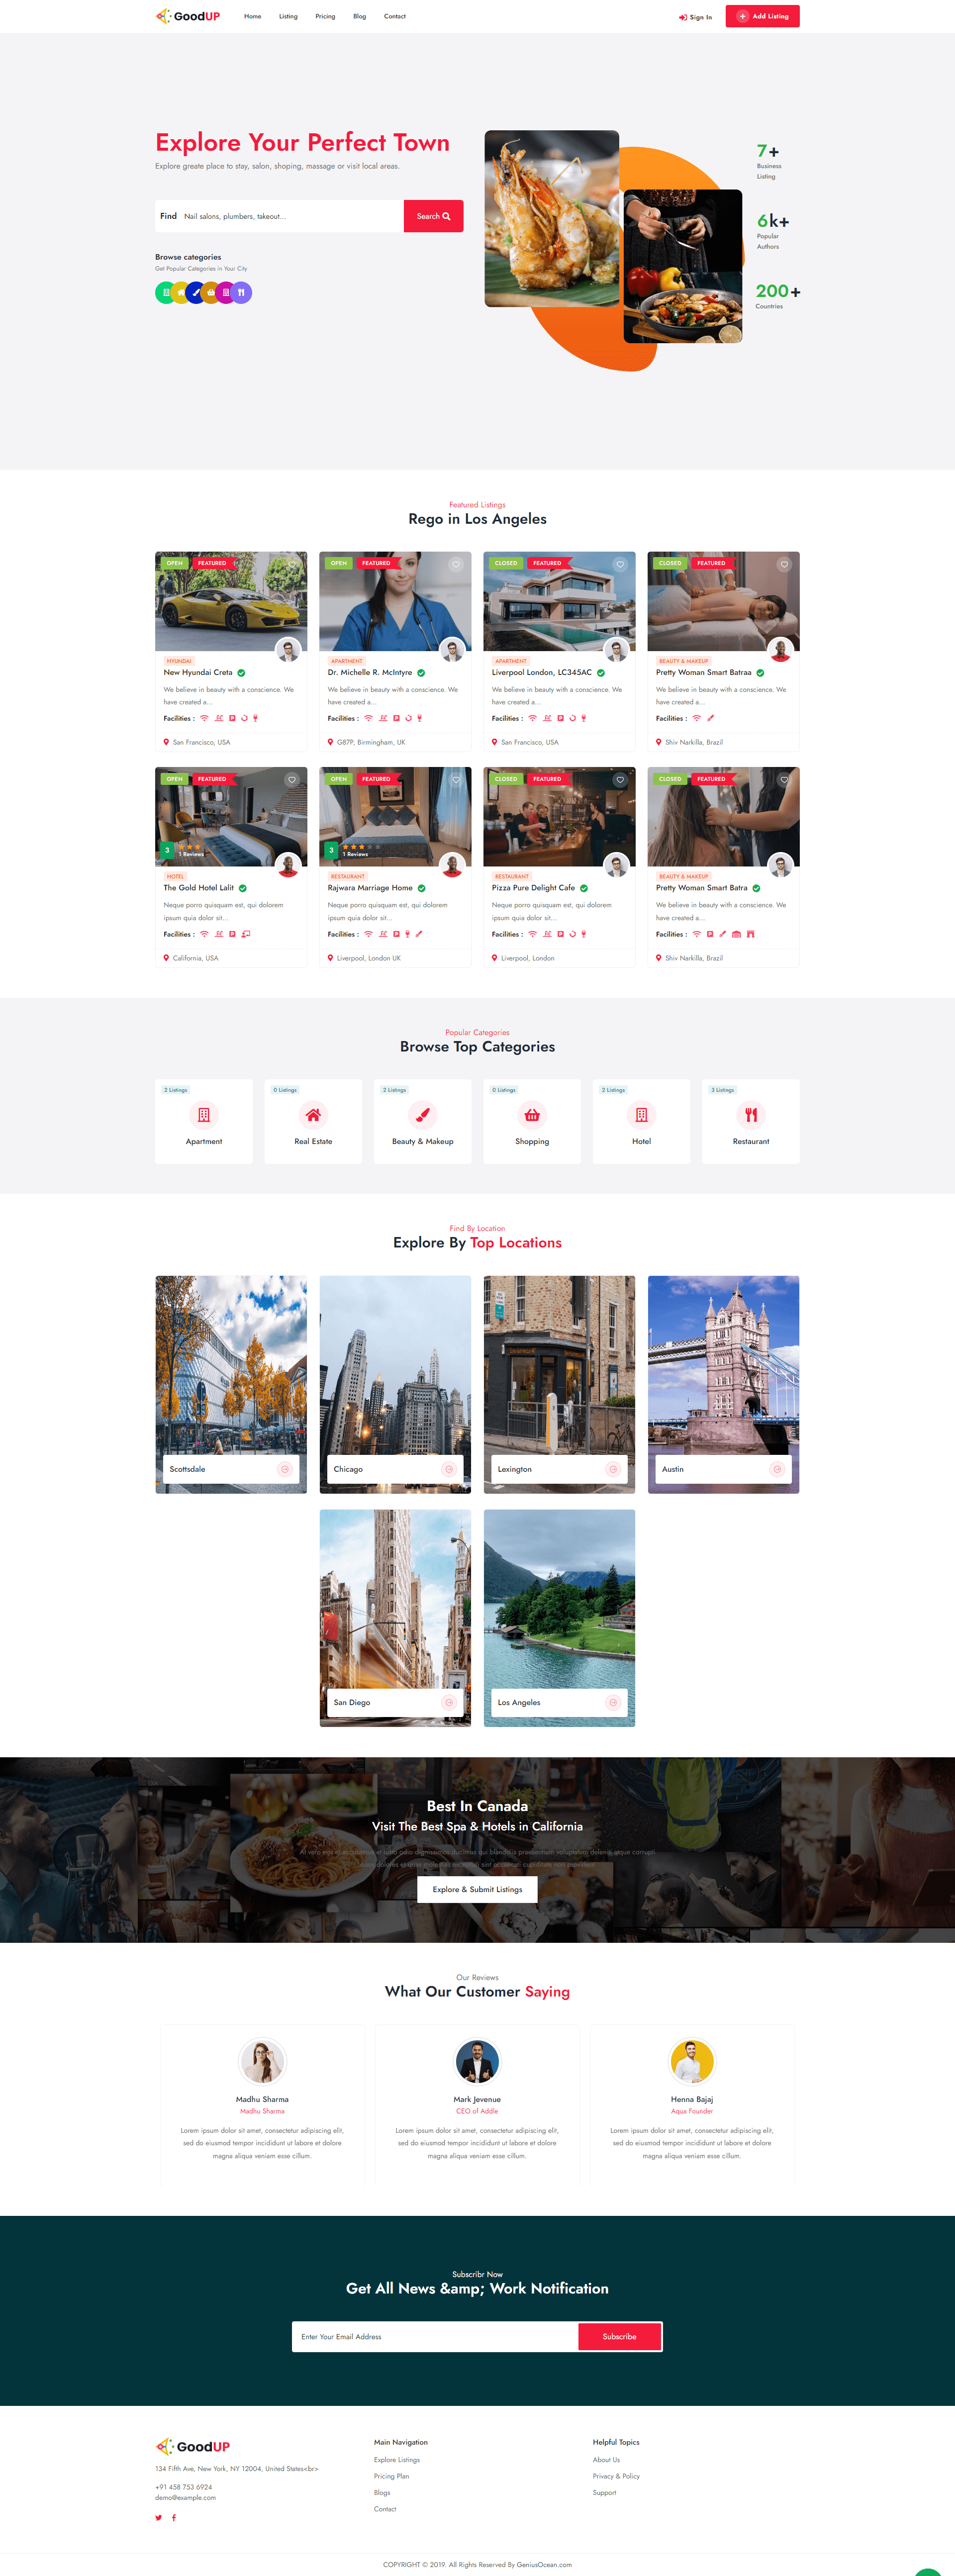 GoodUP
Home Listing Pricing Blog Contact
Sign In
Add Listing
Explore Your Perfect Town
Explore greate place to stay, salon, shoping, massage or visit local areas.
Find Nail salons, plumbers, takeout...
Search
Browse categories
Get Popular Categories in Your City
7+
Business
Listing
6k+
Popular
Authors
200+
Countries
Featured Listings
Rego in Los Angeles
OPEN FEATURED
HYUNDAI
New Hyundai Creta
We believe in beauty with a conscience. We
have created a...
Facilities :
San Francisco, USA
OPEN FEATURED
APARTMENT
Dr. Michelle R. McIntyre
We believe in beauty with a conscience. We
have created a...
Facilities :
G87P, Birmingham, UK
CLOSED FEATURED
APARTMENT
Liverpool London, LC345AC
We believe in beauty with a conscience. We
have created a...
Facilities :
San Francisco, USA
CLOSED FEATURED
BEAUTY & MAKEUP
Pretty Woman Smart Batraa
We believe in beauty with a conscience. We
have created a...
Facilities :
Shiv Narkilla, Brazil
OPEN FEATURED
3
1 Reviews
HOTEL
The Gold Hotel Lalit
Neque porro quisquam est, qui dolorem
ipsum quia dolor sit...
Facilities :
California, USA
OPEN FEATURED
3
1 Reviews
RESTAURANT
Rajwara Marriage Home
Neque porro quisquam est, qui dolorem
ipsum quia dolor sit...
Facilities :
Liverpool, London UK
CLOSED FEATURED
RESTAURANT
Pizza Pure Delight Cafe
Neque porro quisquam est, qui dolorem
ipsum quia dolor sit...
Facilities :
Liverpool, London
CLOSED FEATURED
BEAUTY & MAKEUP
Pretty Woman Smart Batra
We believe in beauty with a conscience. We
have created a...
Facilities :
Shiv Narkilla, Brazil
Popular Categories
Browse Top Categories
2 Listings
Apartment
0 Listings
Real Estate
2 Listings
Beauty & Makeup
0 Listings
Shopping
2 Listings
Hotel
3 Listings
Restaurant
Find By Location
Explore By Top Locations
Scottsdale
Chicago
Lexington
Austin
San Diego
Los Angeles
Best In Canada
Visit The Best Spa & Hotels in California
At vero eos et accusamus et iusto odio dignissimos ducimus qui blanditiis praesentium voluptatum deleniti atque corrupti
Explore & Submit Listings
Our Reviews
What Our Customer Saying
Madhu Sharma
Madhu Sharma
Lorem ipsum dolor sit amet, consectetur adipiscing elit,
sed do eiusmod tempor incididunt ut labore et dolore
magna aliqua veniam esse cillum.
Mark Jevenue
CEO of Addle
Lorem ipsum dolor sit amet, consectetur adipiscing elit,
sed do eiusmod tempor incididunt ut labore et dolore
magna aliqua veniam esse cillum.
Henna Bajaj
Aqua Founder
Lorem ipsum dolor sit amet, consectetur adipiscing elit,
sed do eiusmod tempor incididunt ut labore et dolore
magna aliqua veniam esse cillum.
Subscribr Now
Get All News &amp; Work Notification
Enter Your Email Address
Subscribe
GoodUP
134 Fifth Ave, New York, NY 12004, United States<br>
+91 458 753 6924
demo@example.com
Main Navigation
Explore Listings
Pricing Plan
Blogs
Contact
Helpful Topics
About Us
Privacy & Policy
Support
COPYRIGHT © 2019. All Rights Reserved By GeniusOcean.com